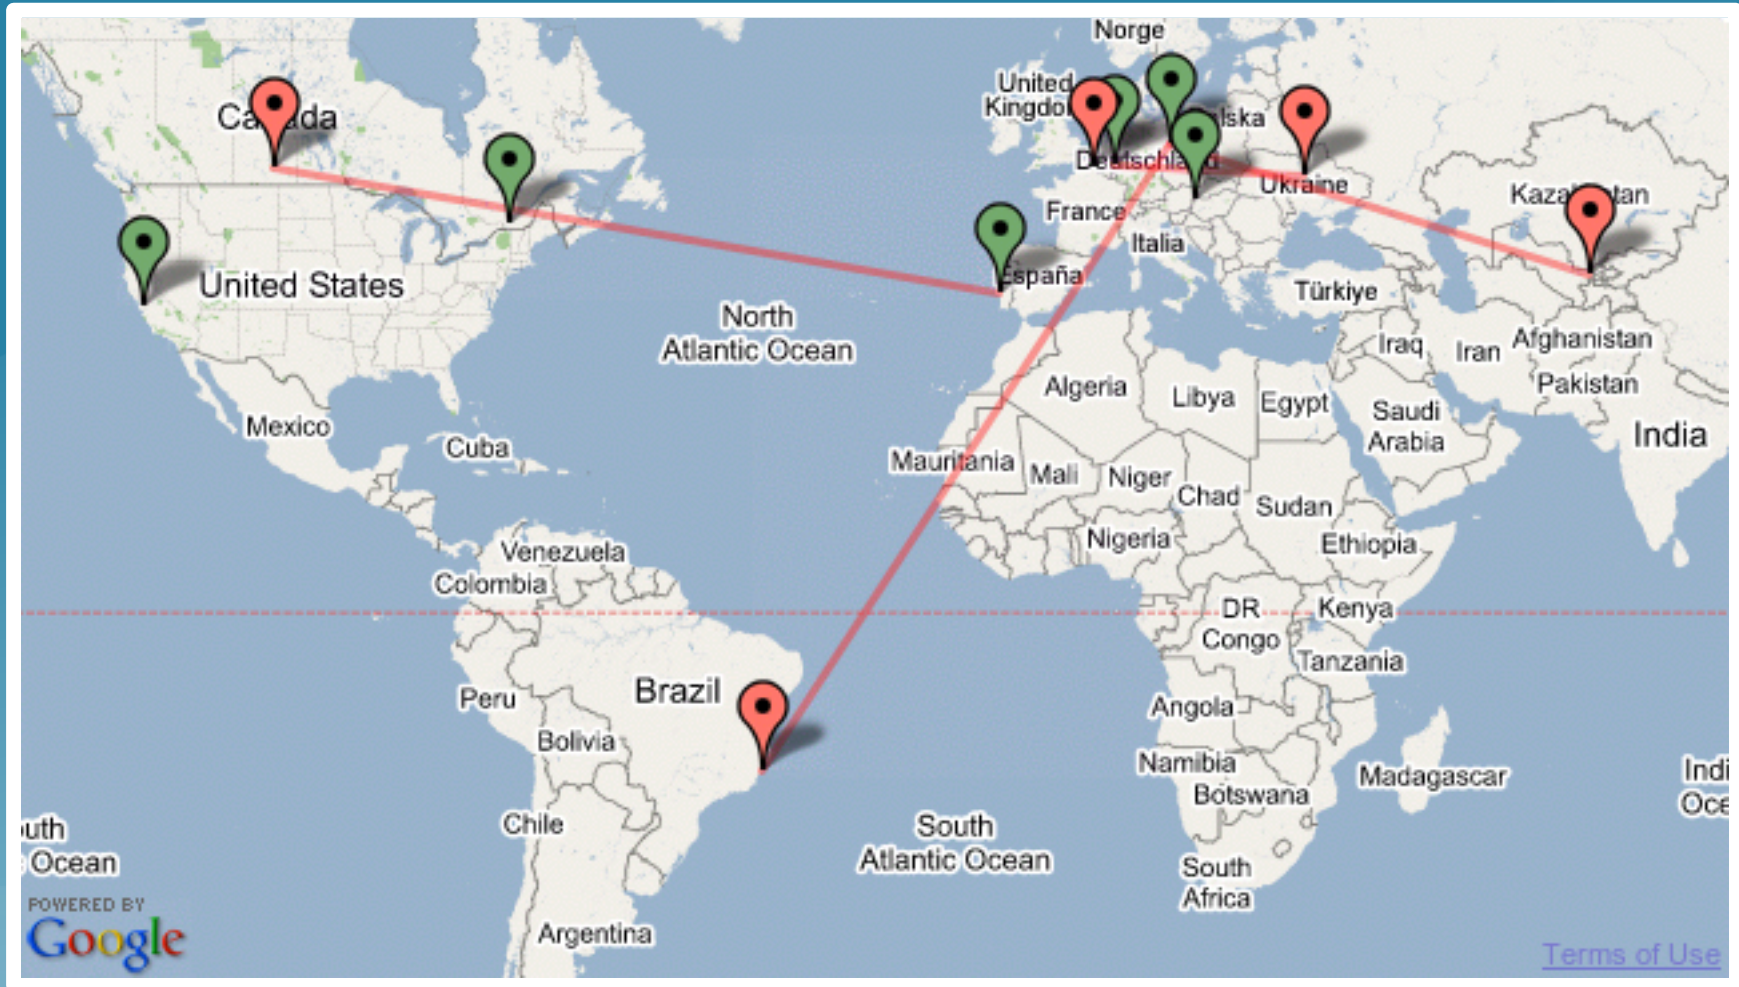 Norge
United
Kingdo
lska
Deutschland
Ukraine
France
Italia
España
Kaza
tan
Türkiye
Canada
United States
North
Atlantic Ocean
Mexico
Cuba
Algeria
Libya
Egypt
Iraq
Iran
Afghanistan
Pakistan
Saudi
Arabia
India
Mauritania
Mali
Niger
Chad
Sudan
Nigeria
Ethiopia
Venezuela
Colombia
DR
Congo
Kenya
Tanzania
Peru
Brazil
Bolivia
Angola
Namibia
Botswana
Madagascar
Indi
Oce
Chile
South
Atlantic Ocean
South
Africa
uth
Ocean
Argentina
POWERED BY
Google
Terms of Use